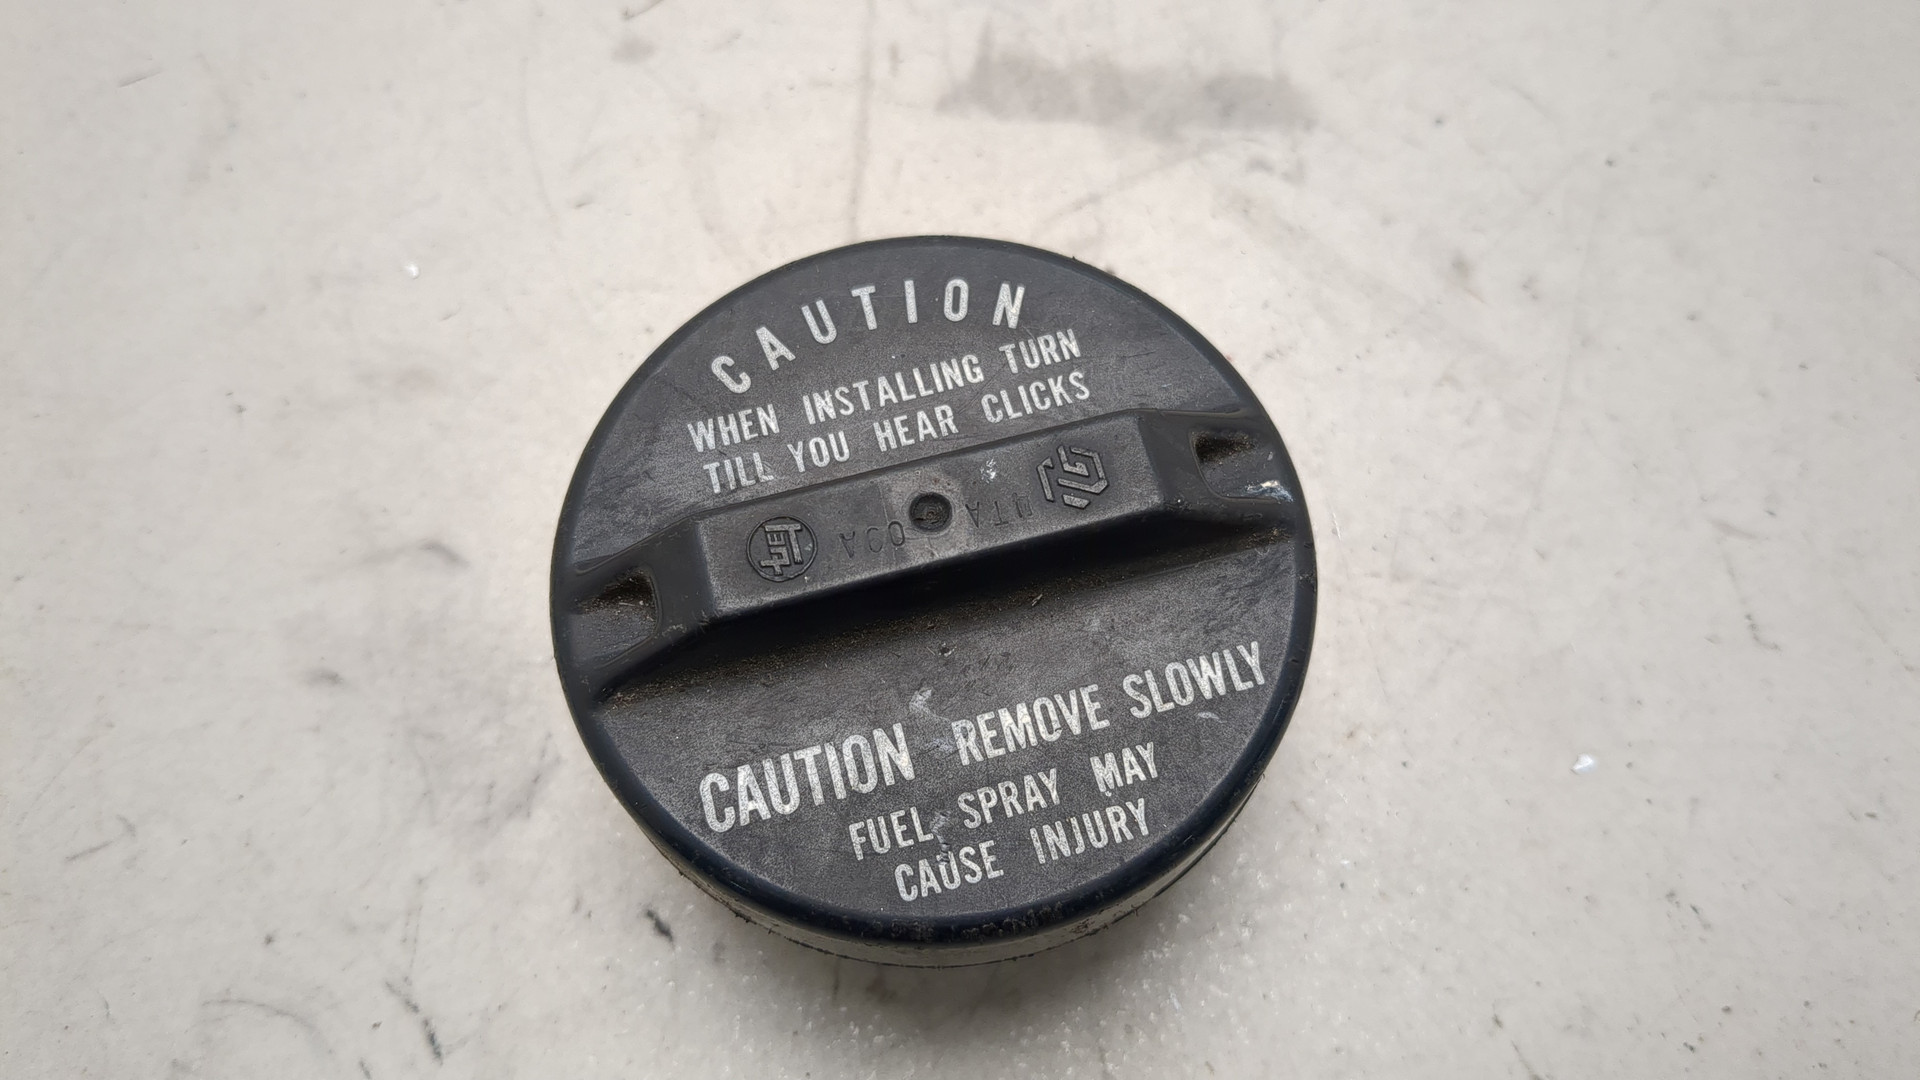 CAUTION
WHEN INSTALLING TURN
TILL YOU HEAR CLICKS
CAUTION REMOVE SLOWLY
FUEL SPRAY MAY
CAUSE INJURY